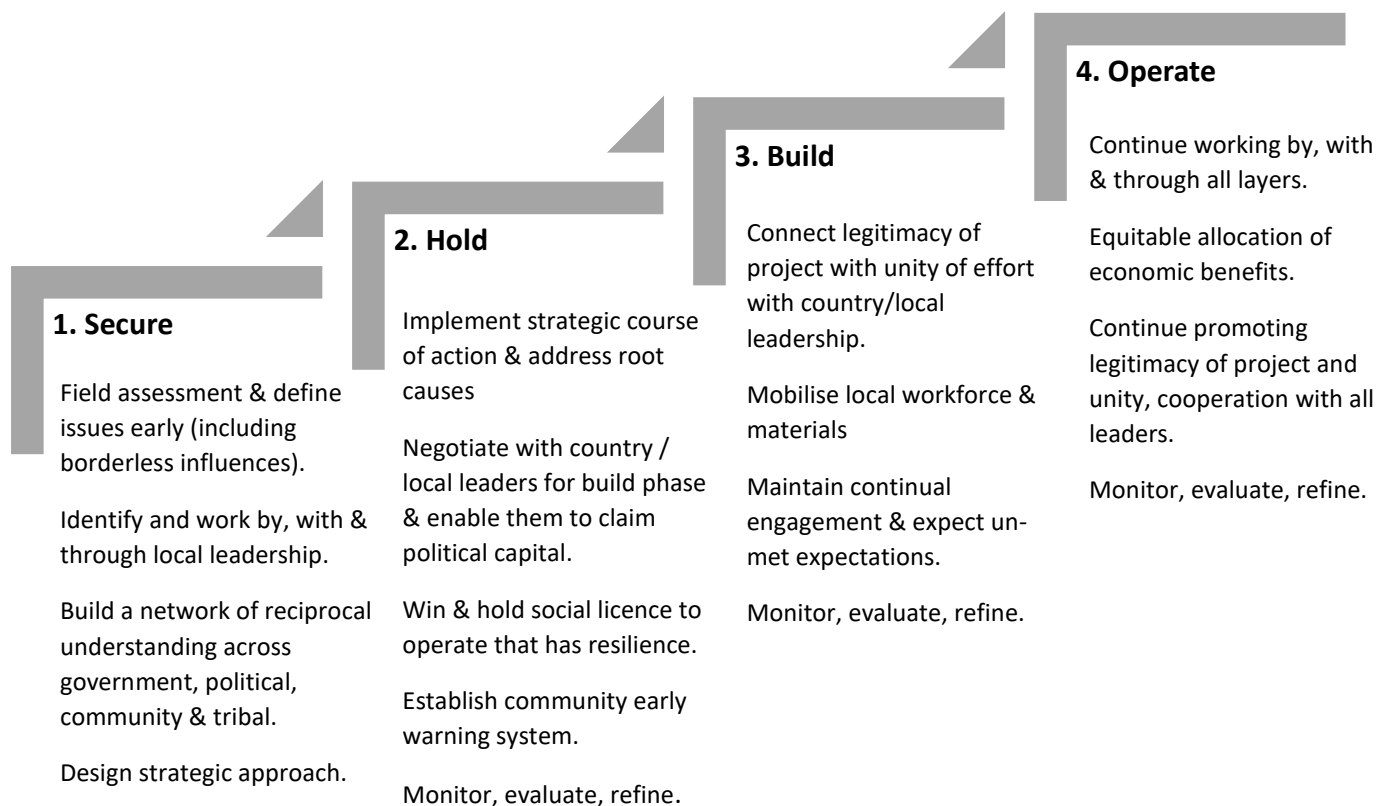 1. Secure
Field assessment & define
issues early (including
borderless influences).
Identify and work by, with &
through local leadership.
Build a network of reciprocal
understanding across
government, political,
community & tribal.
Design strategic approach.
2. Hold
Implement strategic course
of action & address root
causes
Negotiate with country /
local leaders for build phase
& enable them to claim
political capital.
Win & hold social licence to
operate that has resilience.
Establish community early
warning system.
Monitor, evaluate, refine.
3. Build
Connect legitimacy of
project with unity of effort
with country/local
leadership.
Mobilise local workforce &
materials
Maintain continual
engagement & expect un-
met expectations.
Monitor, evaluate, refine.
4. Operate
Continue working by, with
& through all layers.
Equitable allocation of
economic benefits.
Continue promoting
legitimacy of project and
unity, cooperation with all
leaders.
Monitor, evaluate, refine.